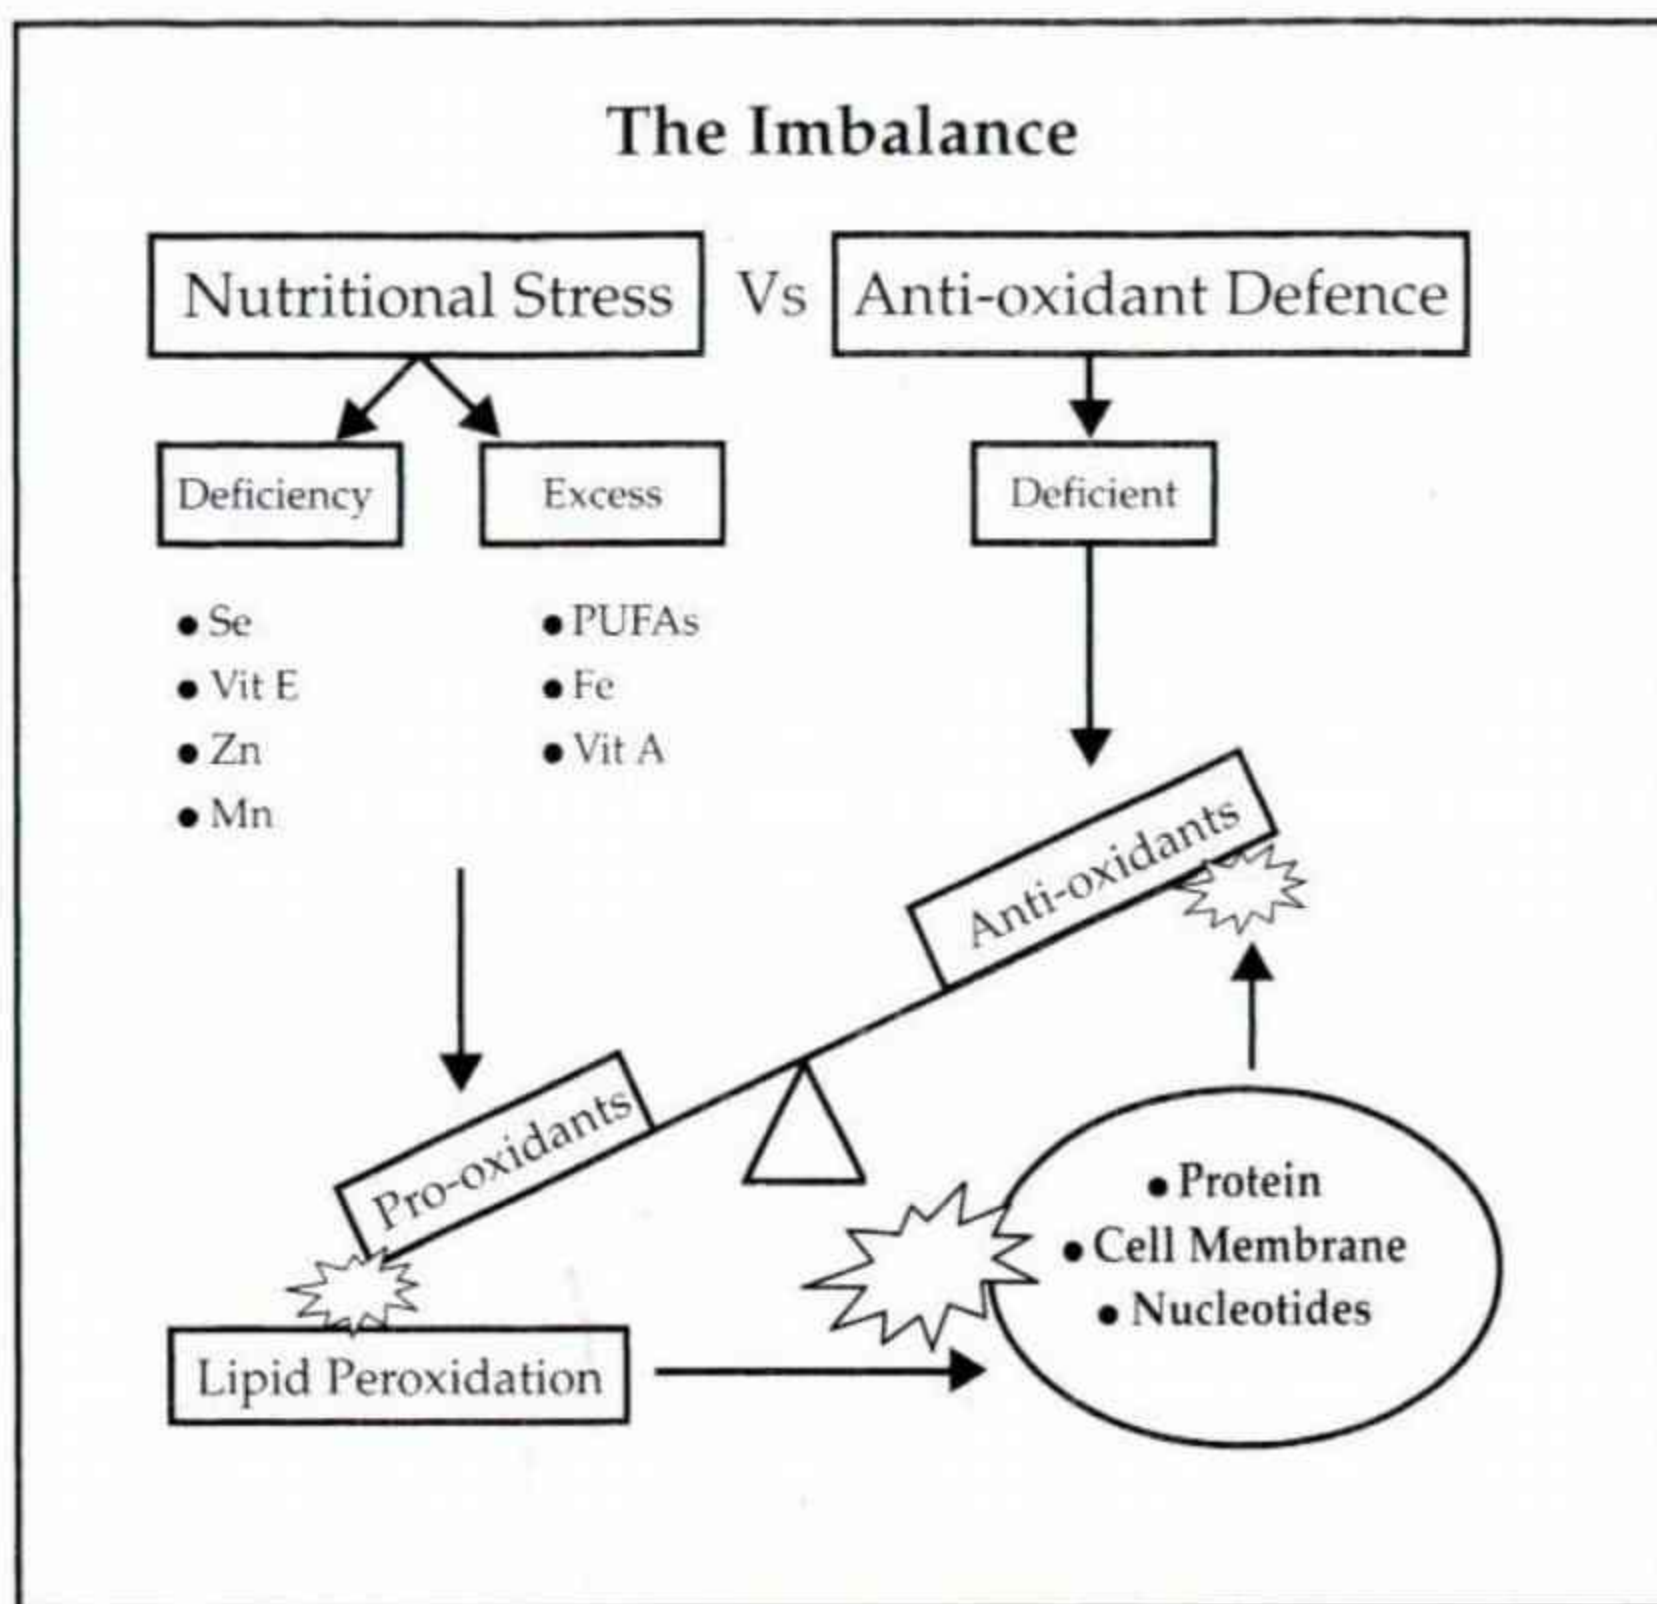 The Imbalance
Nutritional Stress Vs Anti-oxidant Defence
Deficiency Excess Deficient
• Se
• Vit E
• Zn
• Mn
• PUFAs
• Fe
• Vit A
Anti-oxidants
Pro-oxidants
Lipid Peroxidation
• Protein
• Cell Membrane
• Nucleotides